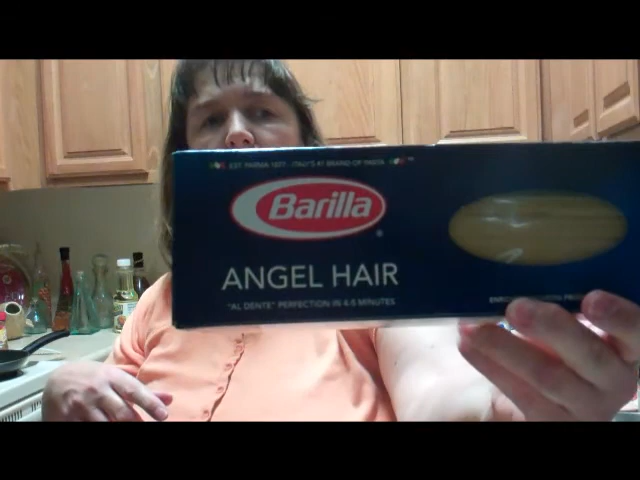 EST. PARMA 1877 · ITALY'S #1 BRAND OF PASTA
Barilla
ANGEL HAIR
"AL DENTE" PERFECTION IN 4-5 MINUTES